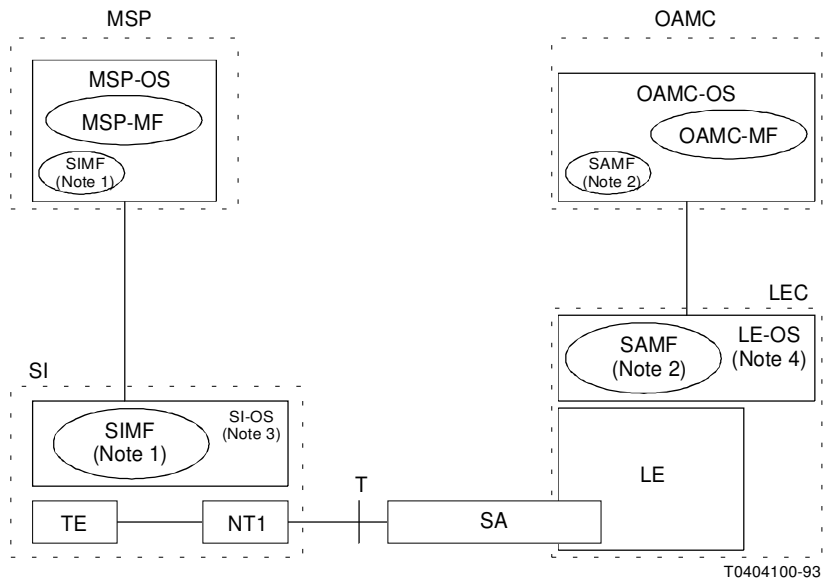 MSP
OAMC
MSP-OS
MSP-MF
SIMF
(Note 1)
OAMC-OS
OAMC-MF
SAMF
(Note 2)
LEC
SAMF
(Note 2)
LE-OS
(Note 4)
SI
SIMF
(Note 1)
SI-OS
(Note 3)
LE
T
TE
NT1
SA
T0404100-93